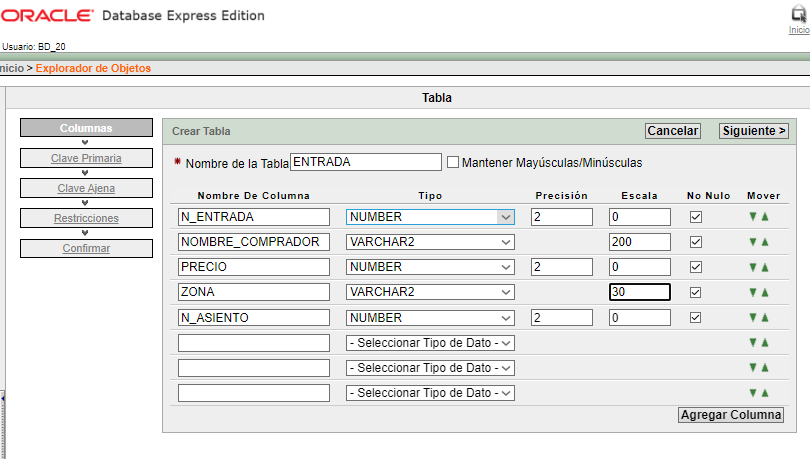 ORACLE® Database Express Edition
Inicio
Usuario: BD_20
nicio > Explorador de Objetos
Tabla
Columnas
Clave Primaria
Clave Ajena
Restricciones
Confirmar
Crear Tabla
Cancelar
Siguiente >
* Nombre de la Tabla ENTRADA Mantener Mayúsculas/Minúsculas
Nombre De Columna Tipo Precisión Escala No Nulo Mover
N_ENTRADA NUMBER 2 0
NOMBRE_COMPRADOR VARCHAR2 200
PRECIO NUMBER 2 0
ZONA VARCHAR2 30
N_ASIENTO NUMBER 2 0
- Seleccionar Tipo de Dato -
- Seleccionar Tipo de Dato -
- Seleccionar Tipo de Dato -
Agregar Columna